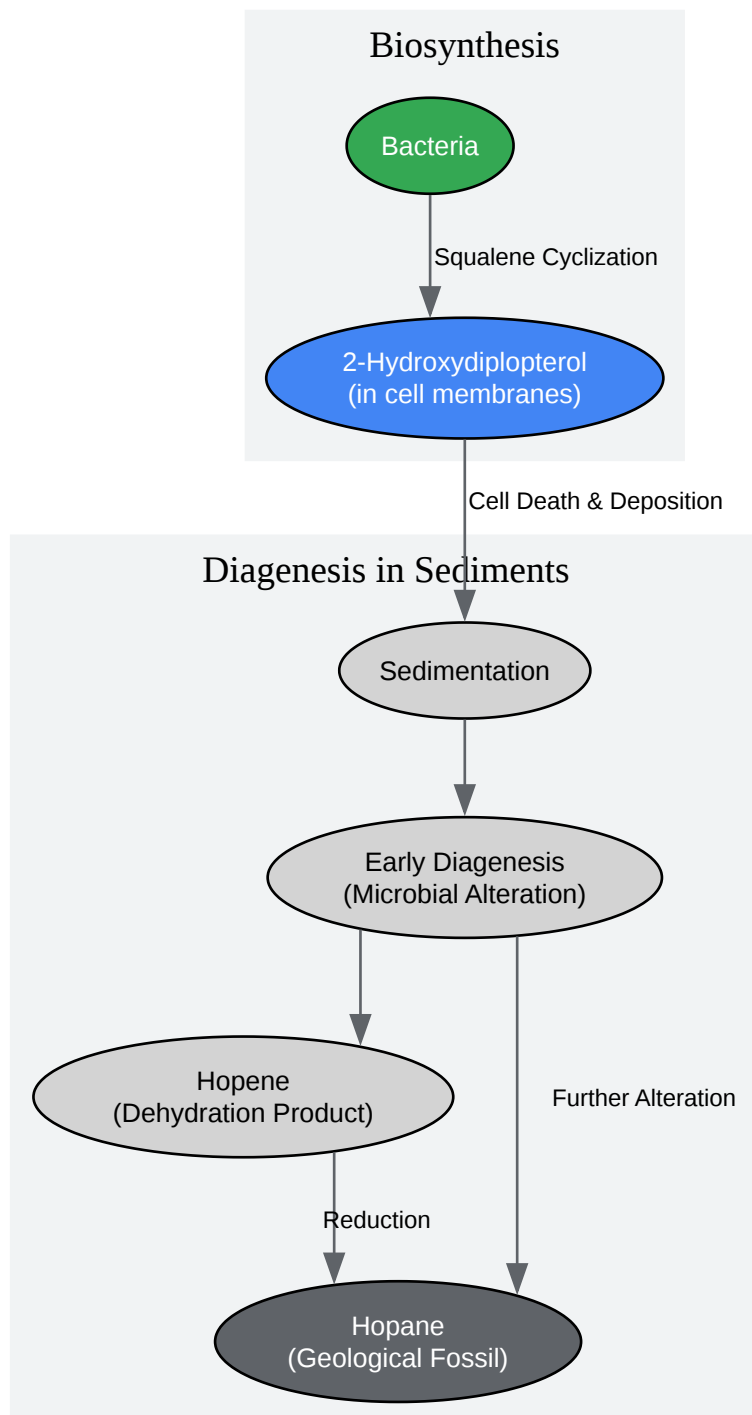 Biosynthesis
Bacteria
Squalene Cyclization
2-Hydroxydiplopterol
(in cell membranes)
Cell Death & Deposition
Diagenesis in Sediments
Sedimentation
Early Diagenesis
(Microbial Alteration)
Hopene
(Dehydration Product)
Further Alteration
Reduction
Hopane
(Geological Fossil)